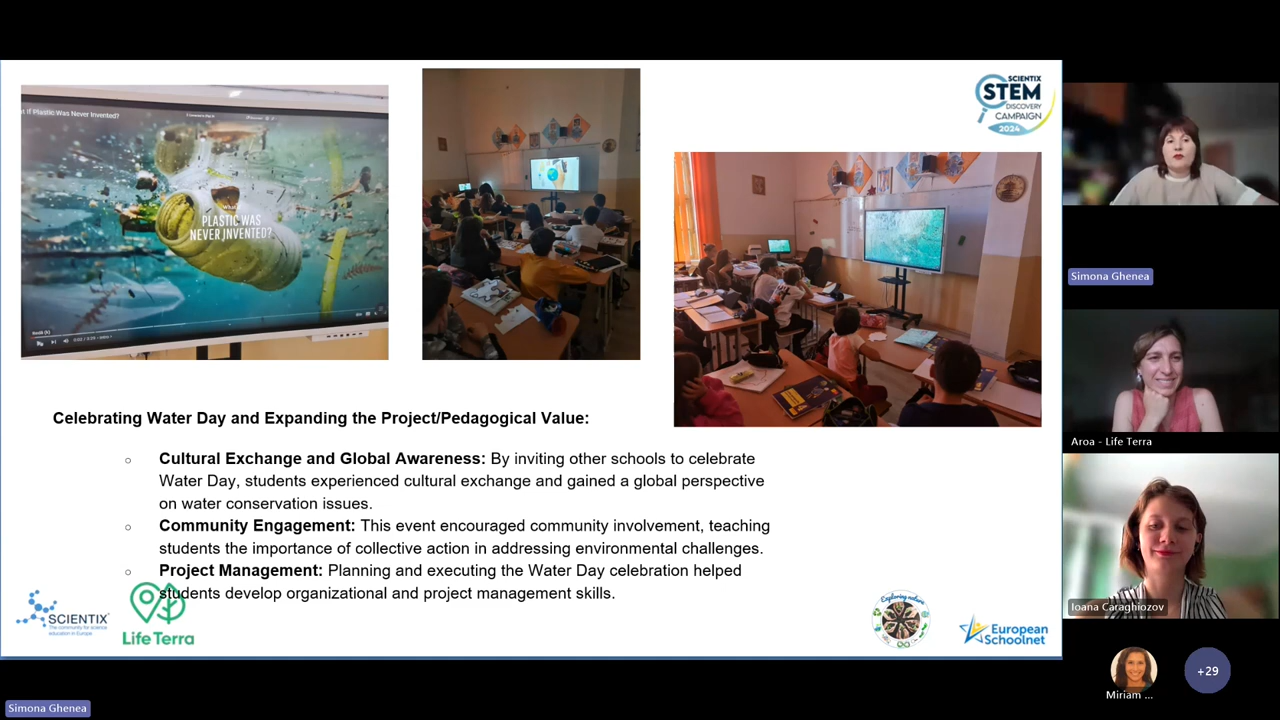 t If Plastic Was Never Invented?
What if
PLASTIC WAS
NEVER INVENTED?
SCIENTIX
STEM
DISCOVERY
CAMPAIGN
2024
Celebrating Water Day and Expanding the Project/Pedagogical Value:
Cultural Exchange and Global Awareness: By inviting other schools to celebrate
Water Day, students experienced cultural exchange and gained a global perspective
on water conservation issues.
Community Engagement: This event encouraged community involvement, teaching
students the importance of collective action in addressing environmental challenges.
Project Management: Planning and executing the Water Day celebration helped
students develop organizational and project management skills.
SCIENTIX
The community for science
education in Europe
Life Terra
Exploring nature
European
Schoolnet
Simona Ghenea
Aroa - Life Terra
Ioana Caraghiozov
Miriam ...
+29
Simona Ghenea